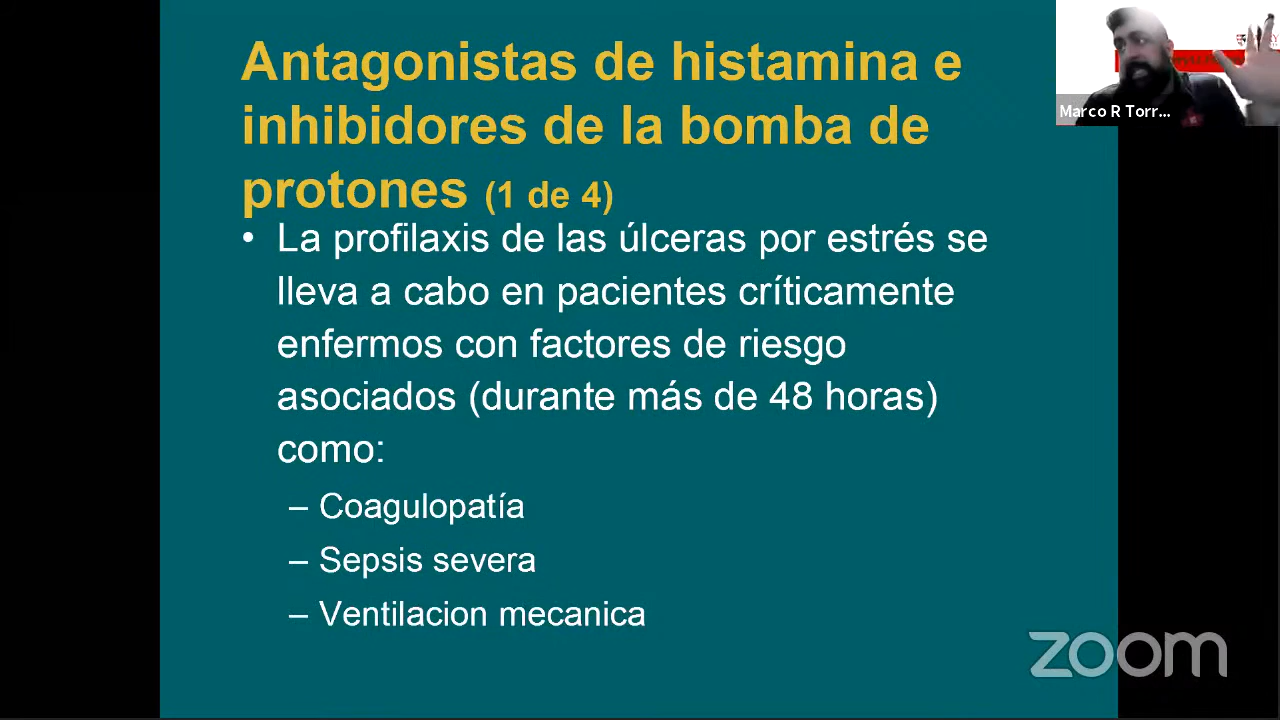 Antagonistas de histamina e
inhibidores de la bomba de
protones (1 de 4)
• La profilaxis de las úlceras por estrés se
lleva a cabo en pacientes críticamente
enfermos con factores de riesgo
asociados (durante más de 48 horas)
como:
– Coagulopatía
– Sepsis severa
– Ventilacion mecanica
Marco R Torr...
zoom